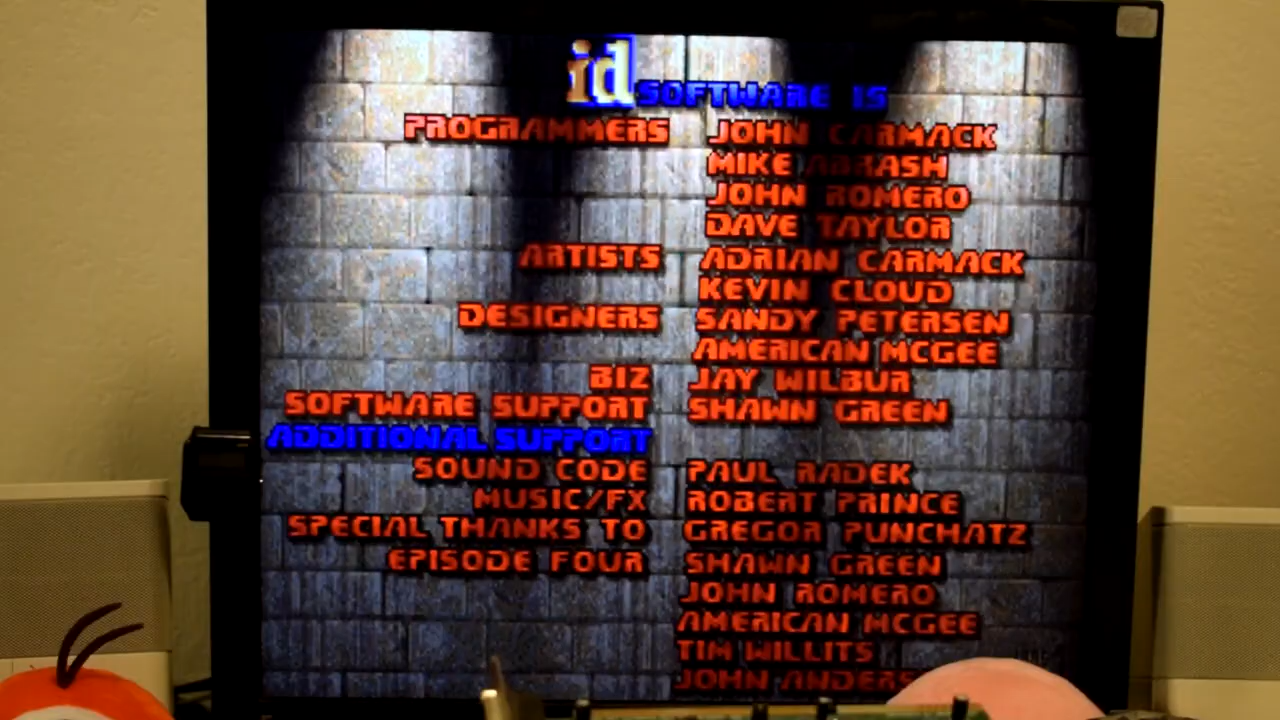 id SOFTWARE IS
PROGRAMMERS JOHN CARMACK
MIKE ABRASH
JOHN ROMERO
DAVE TAYLOR
ARTISTS ADRIAN CARMACK
KEVIN CLOUD
DESIGNERS SANDY PETERSEN
AMERICAN MCGEE
BIZ JAY WILBUR
SOFTWARE SUPPORT SHAWN GREEN
ADDITIONAL SUPPORT
SOUND CODE PAUL RADEK
MUSIC/FX ROBERT PRINCE
SPECIAL THANKS TO GREGOR PUNCHATZ
EPISODE FOUR SHAWN GREEN
JOHN ROMERO
AMERICAN MCGEE
TIM WILLITS
JOHN ANDERS